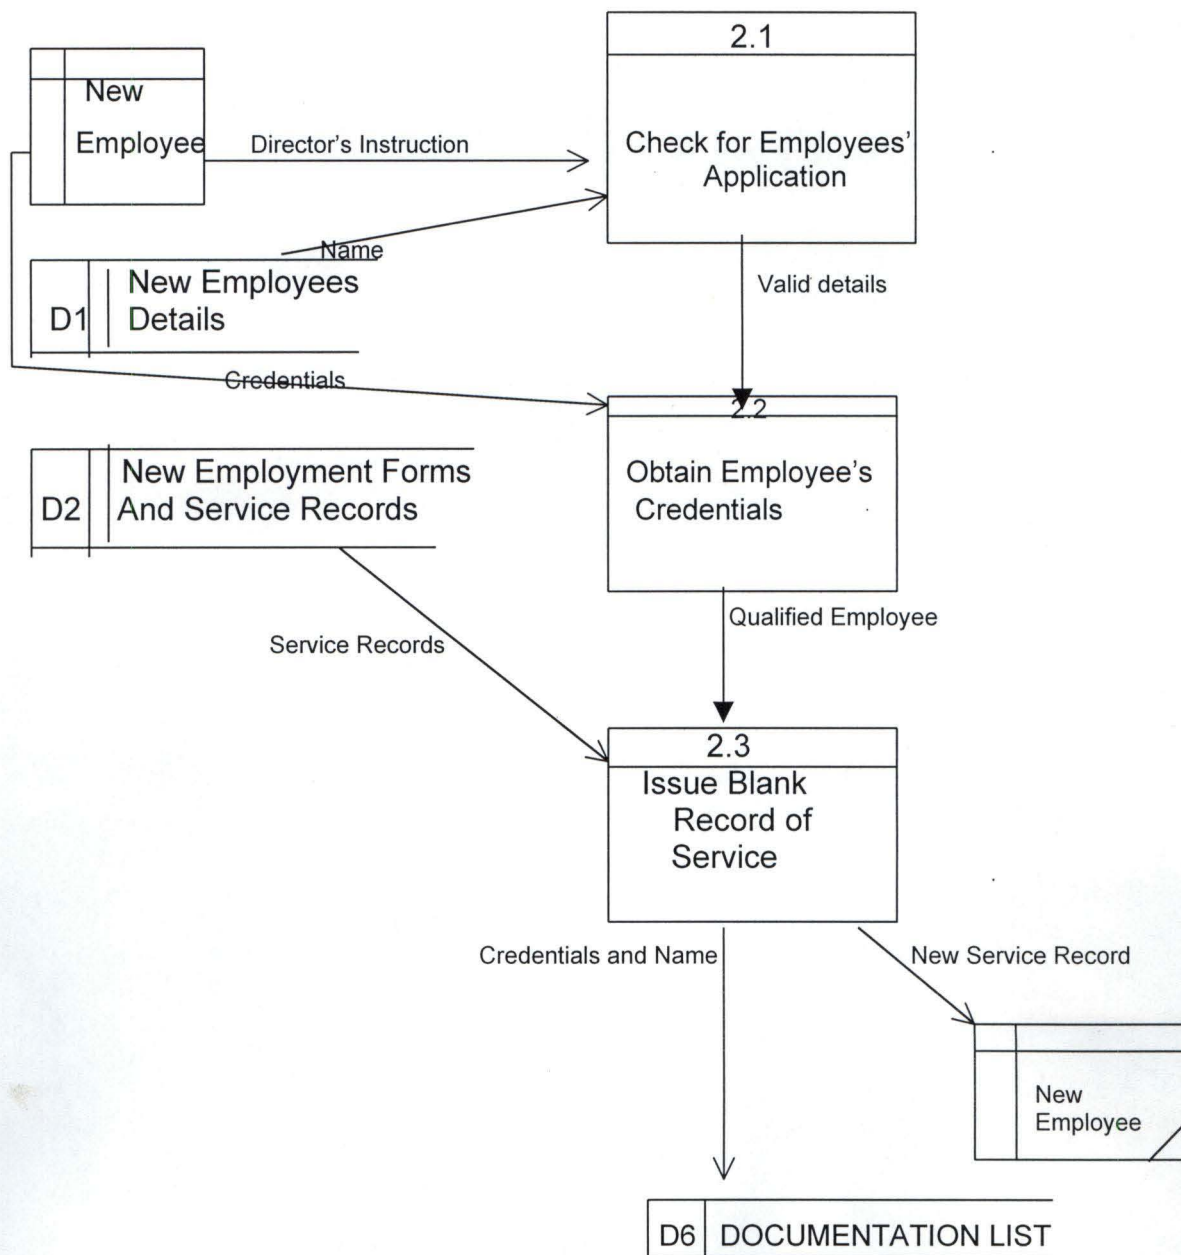 2.1
New
Employee
Director's Instruction
Check for Employees'
Application
Name
D1
New Employees
Details
Valid details
Credentials
2.2
D2
New Employment Forms
And Service Records
Obtain Employee's
Credentials
Qualified Employee
Service Records
2.3
Issue Blank
Record of
Service
Credentials and Name
New Service Record
New
Employee
D6
DOCUMENTATION LIST